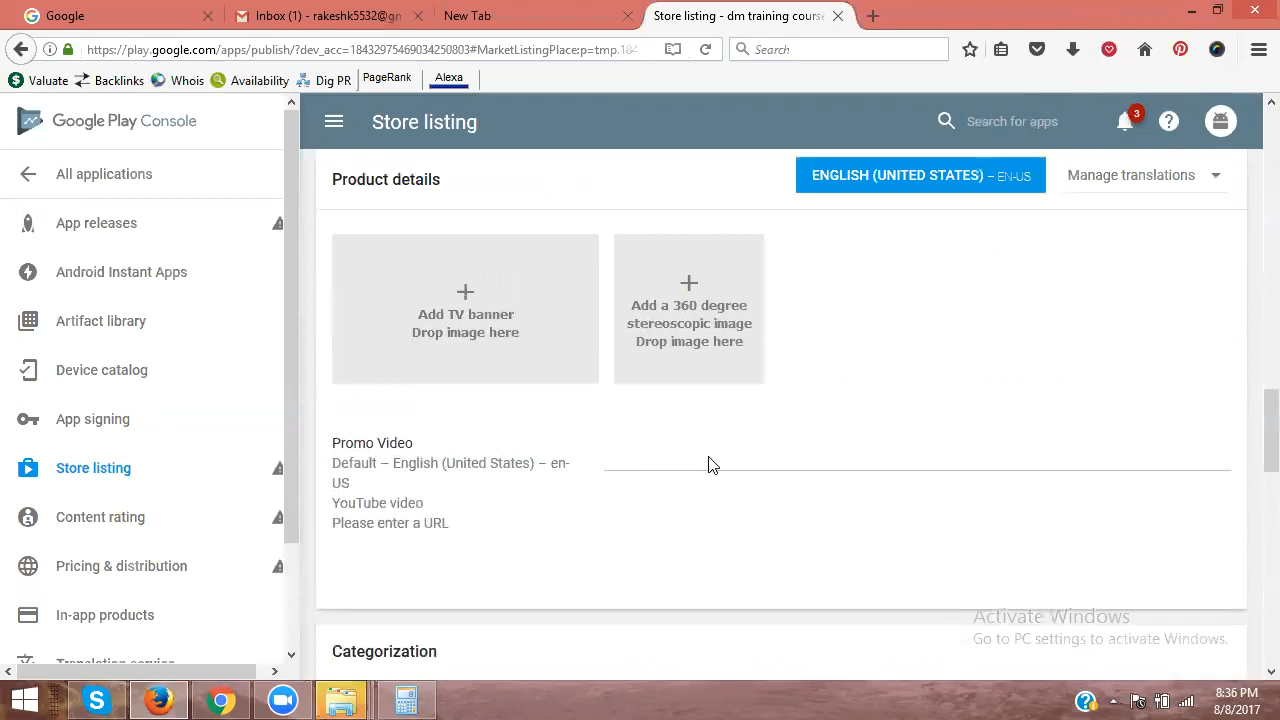 Google
Inbox (1) - rakeshk5532@gn
New Tab
Store listing - dm training cours
https://play.google.com/apps/publish/?dev_acc=18432975469034250803#MarketListingPlace:p=tmp.184
Search
Valuate
Backlinks
Whois
Availability
Dig PR
PageRank
Alexa
Google Play Console
Store listing
Search for apps
3
All applications
Product details
ENGLISH (UNITED STATES) – EN-US
Manage translations
App releases
Android Instant Apps
Artifact library
Device catalog
App signing
Store listing
Content rating
Pricing & distribution
In-app products
Translation service
Add TV banner
Drop image here
Add a 360 degree
stereoscopic image
Drop image here
Promo Video
Default – English (United States) – en-
US
YouTube video
Please enter a URL
Categorization
Activate Windows
Go to PC settings to activate Windows.
8:36 PM
8/8/2017